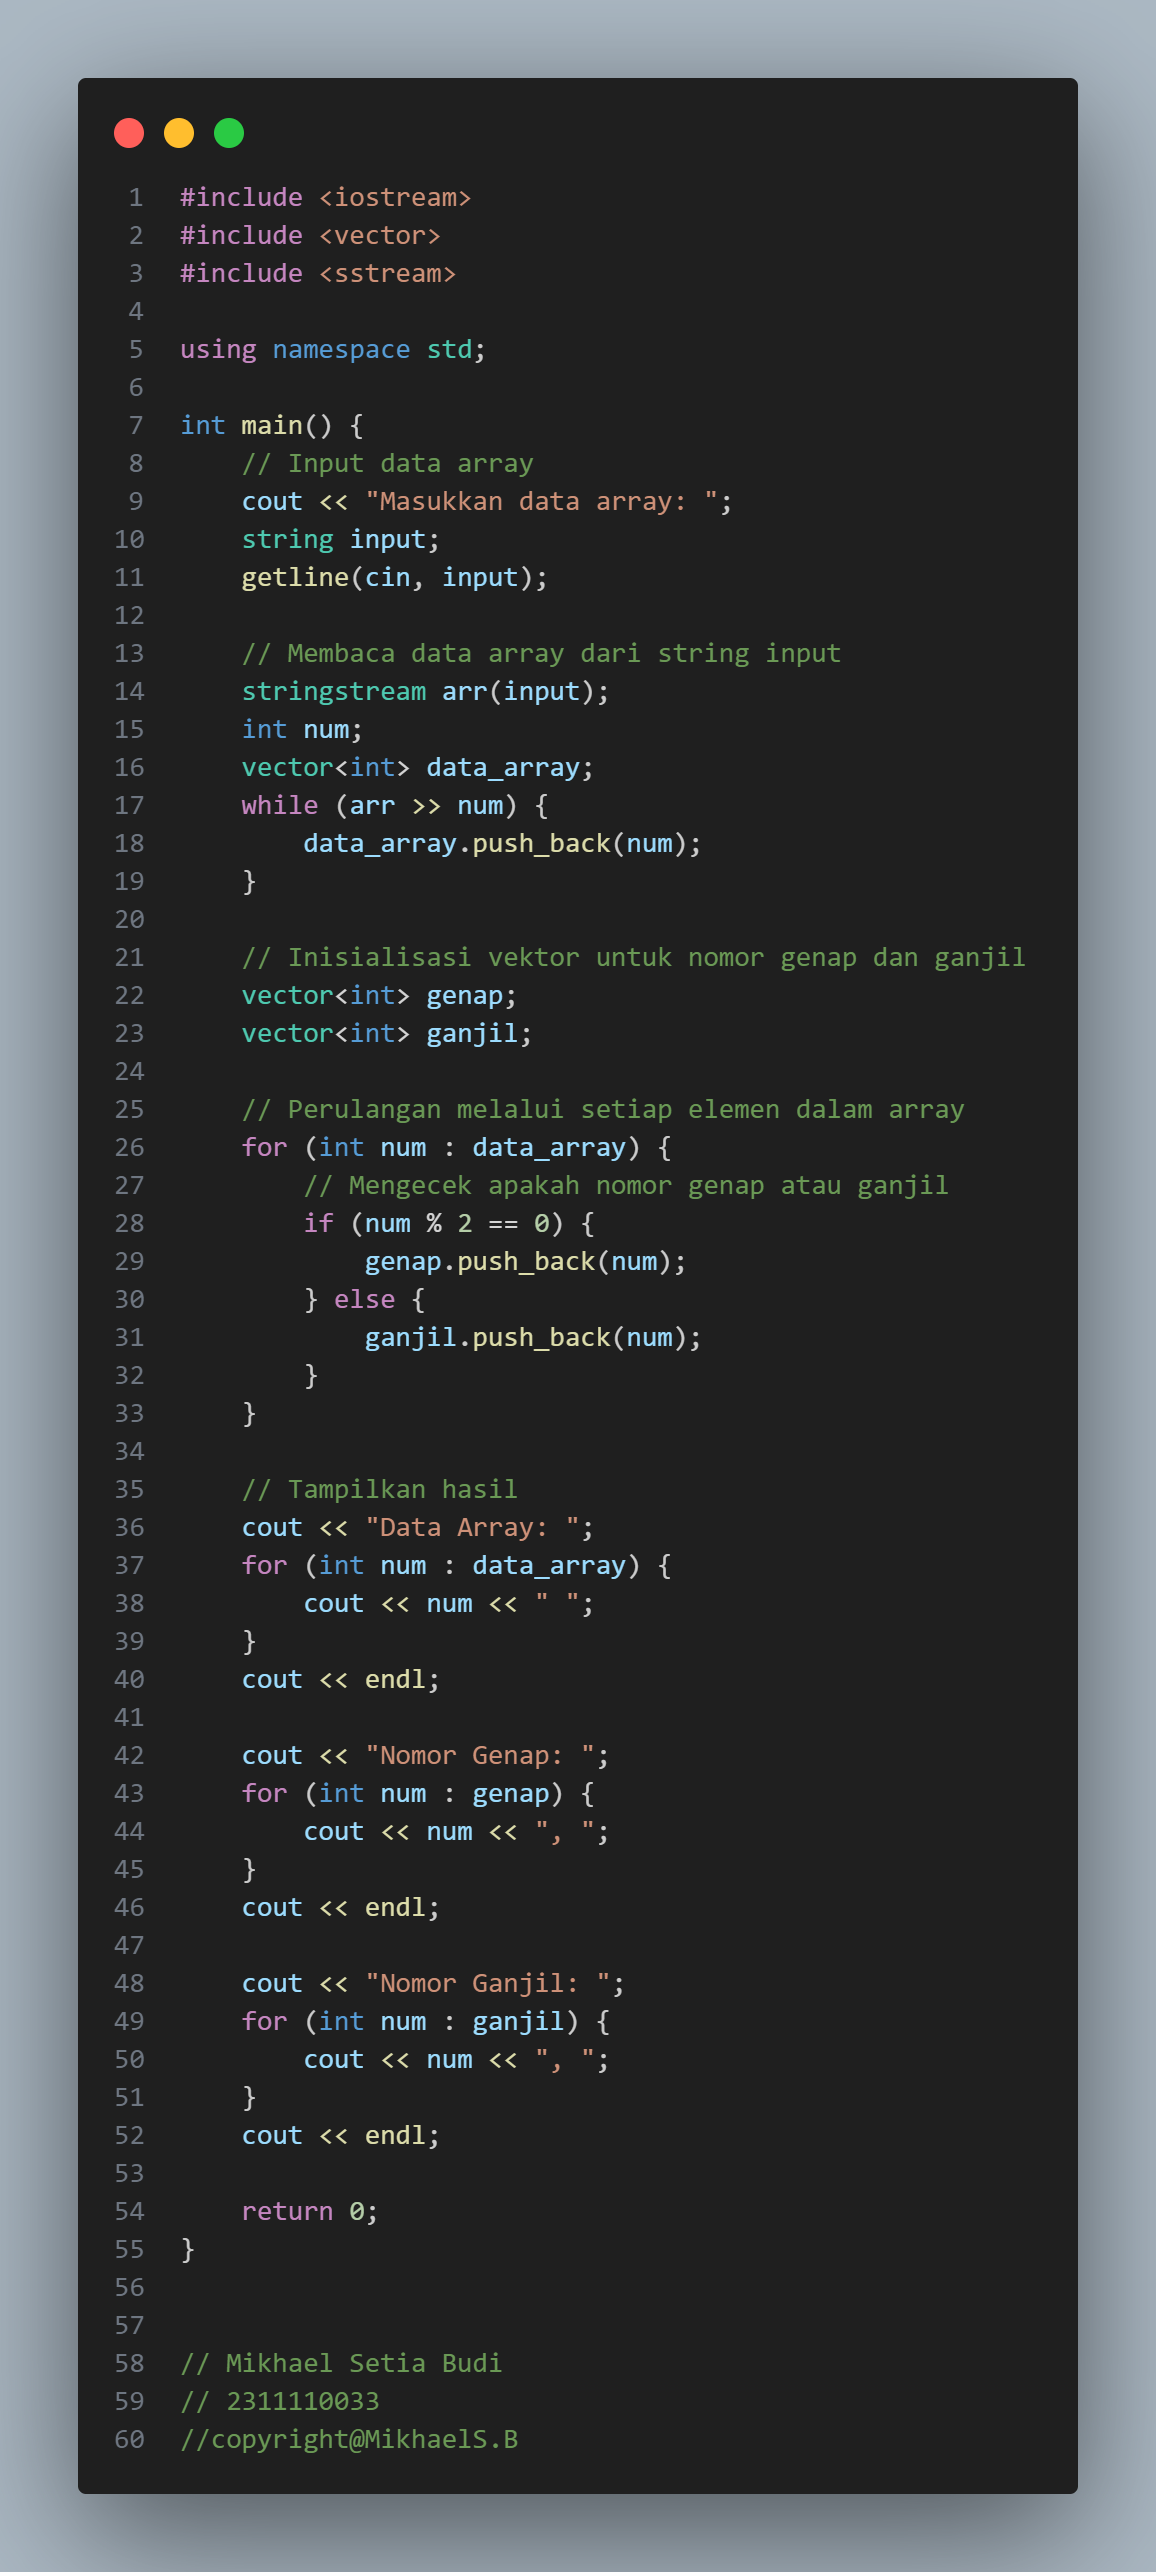 1 #include <iostream>
2 #include <vector>
3 #include <sstream>
4
5 using namespace std;
6
7 int main() {
8     // Input data array
9     cout << "Masukkan data array: ";
10     string input;
11     getline(cin, input);
12
13     // Membaca data array dari string input
14     stringstream arr(input);
15     int num;
16     vector<int> data_array;
17     while (arr >> num) {
18         data_array.push_back(num);
19     }
20
21     // Inisialisasi vektor untuk nomor genap dan ganjil
22     vector<int> genap;
23     vector<int> ganjil;
24
25     // Perulangan melalui setiap elemen dalam array
26     for (int num : data_array) {
27         // Mengecek apakah nomor genap atau ganjil
28         if (num % 2 == 0) {
29             genap.push_back(num);
30         } else {
31             ganjil.push_back(num);
32         }
33     }
34
35     // Tampilkan hasil
36     cout << "Data Array: ";
37     for (int num : data_array) {
38         cout << num << " ";
39     }
40     cout << endl;
41
42     cout << "Nomor Genap: ";
43     for (int num : genap) {
44         cout << num << ", ";
45     }
46     cout << endl;
47
48     cout << "Nomor Ganjil: ";
49     for (int num : ganjil) {
50         cout << num << ", ";
51     }
52     cout << endl;
53
54     return 0;
55 }
56
57
58 // Mikhael Setia Budi
59 // 2311110033
60 //copyright@MikhaelS.B